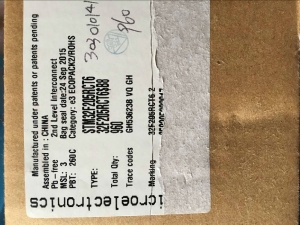 Manufactured under patents or patents pending
Assembled in: CHINA
Pb-free 2nd Level Interconnect
MSL: 3 Bag seal date:24 Sep 2015
PBT: 260C Category: e3 ECOPACK2/ROHS
TYPE: STM32F205RCT6
32F205RCT6$88
Total Qty: 960
Trace codes GH536238 VQ GH
Marking 32F205RCT6 2
icroelectronics
960